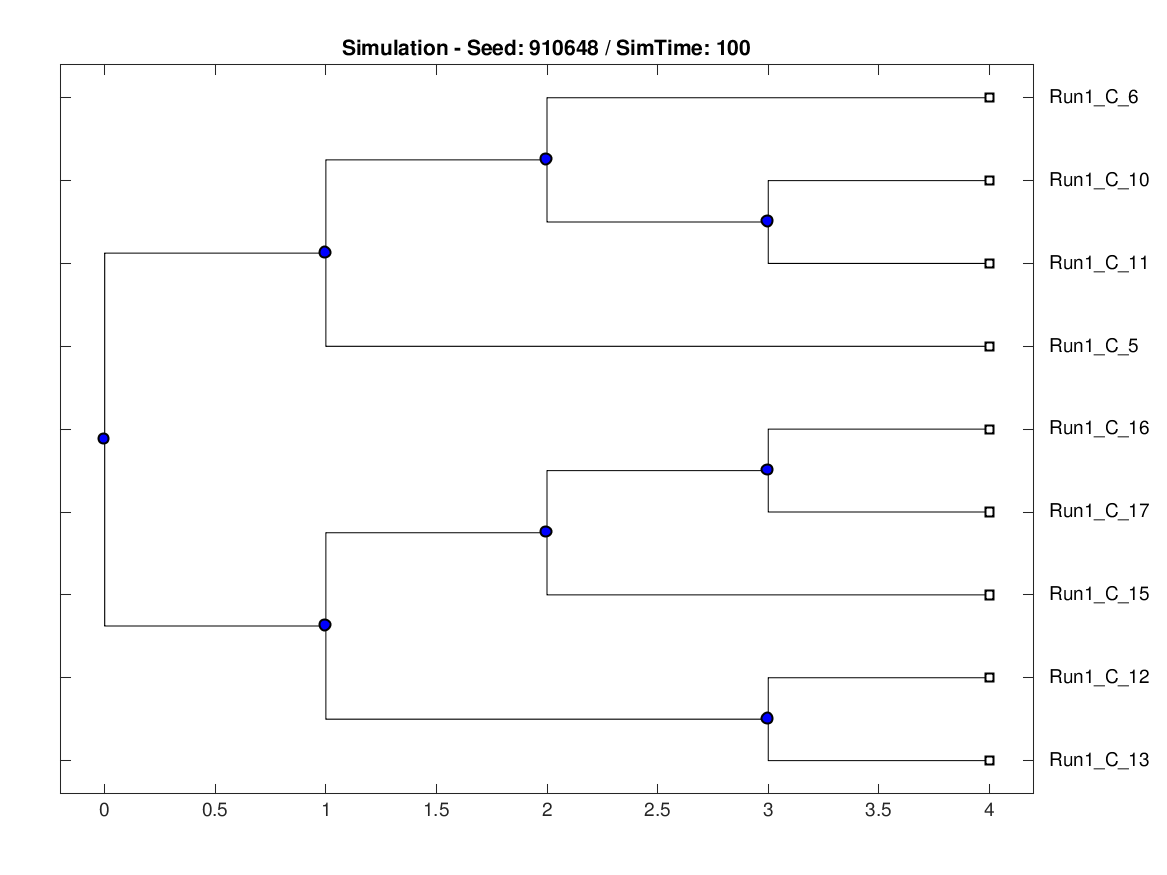 Simulation - Seed: 910648 / SimTime: 100
Run1_C_6
Run1_C_10
Run1_C_11
Run1_C_5
Run1_C_16
Run1_C_17
Run1_C_15
Run1_C_12
Run1_C_13
0 0.5 1 1.5 2 2.5 3 3.5 4